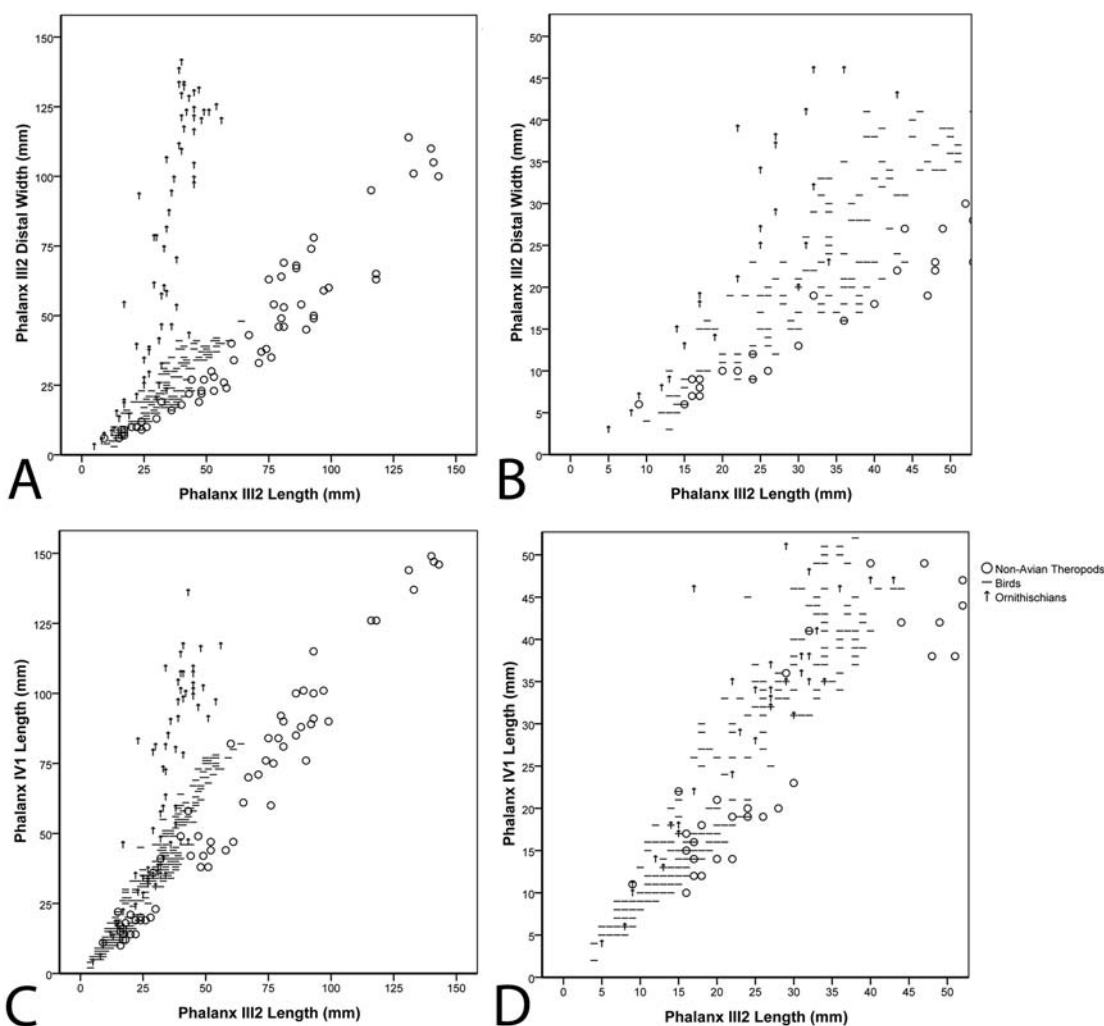 150
125
100
75
50
25
0
Phalanx III2 Distal Width (mm)
0 25 50 75 100 125 150
Phalanx III2 Length (mm)
A
50
45
40
35
30
25
20
15
10
5
0
Phalanx III2 Distal Width (mm)
0 5 10 15 20 25 30 35 40 45 50
Phalanx III2 Length (mm)
B
150
125
100
75
50
25
0
Phalanx IV1 Length (mm)
0 25 50 75 100 125 150
Phalanx III2 Length (mm)
C
50
45
40
35
30
25
20
15
10
5
0
Phalanx IV1 Length (mm)
0 5 10 15 20 25 30 35 40 45 50
Phalanx III2 Length (mm)
D
Non-Avian Theropods
Birds
Ornithischians